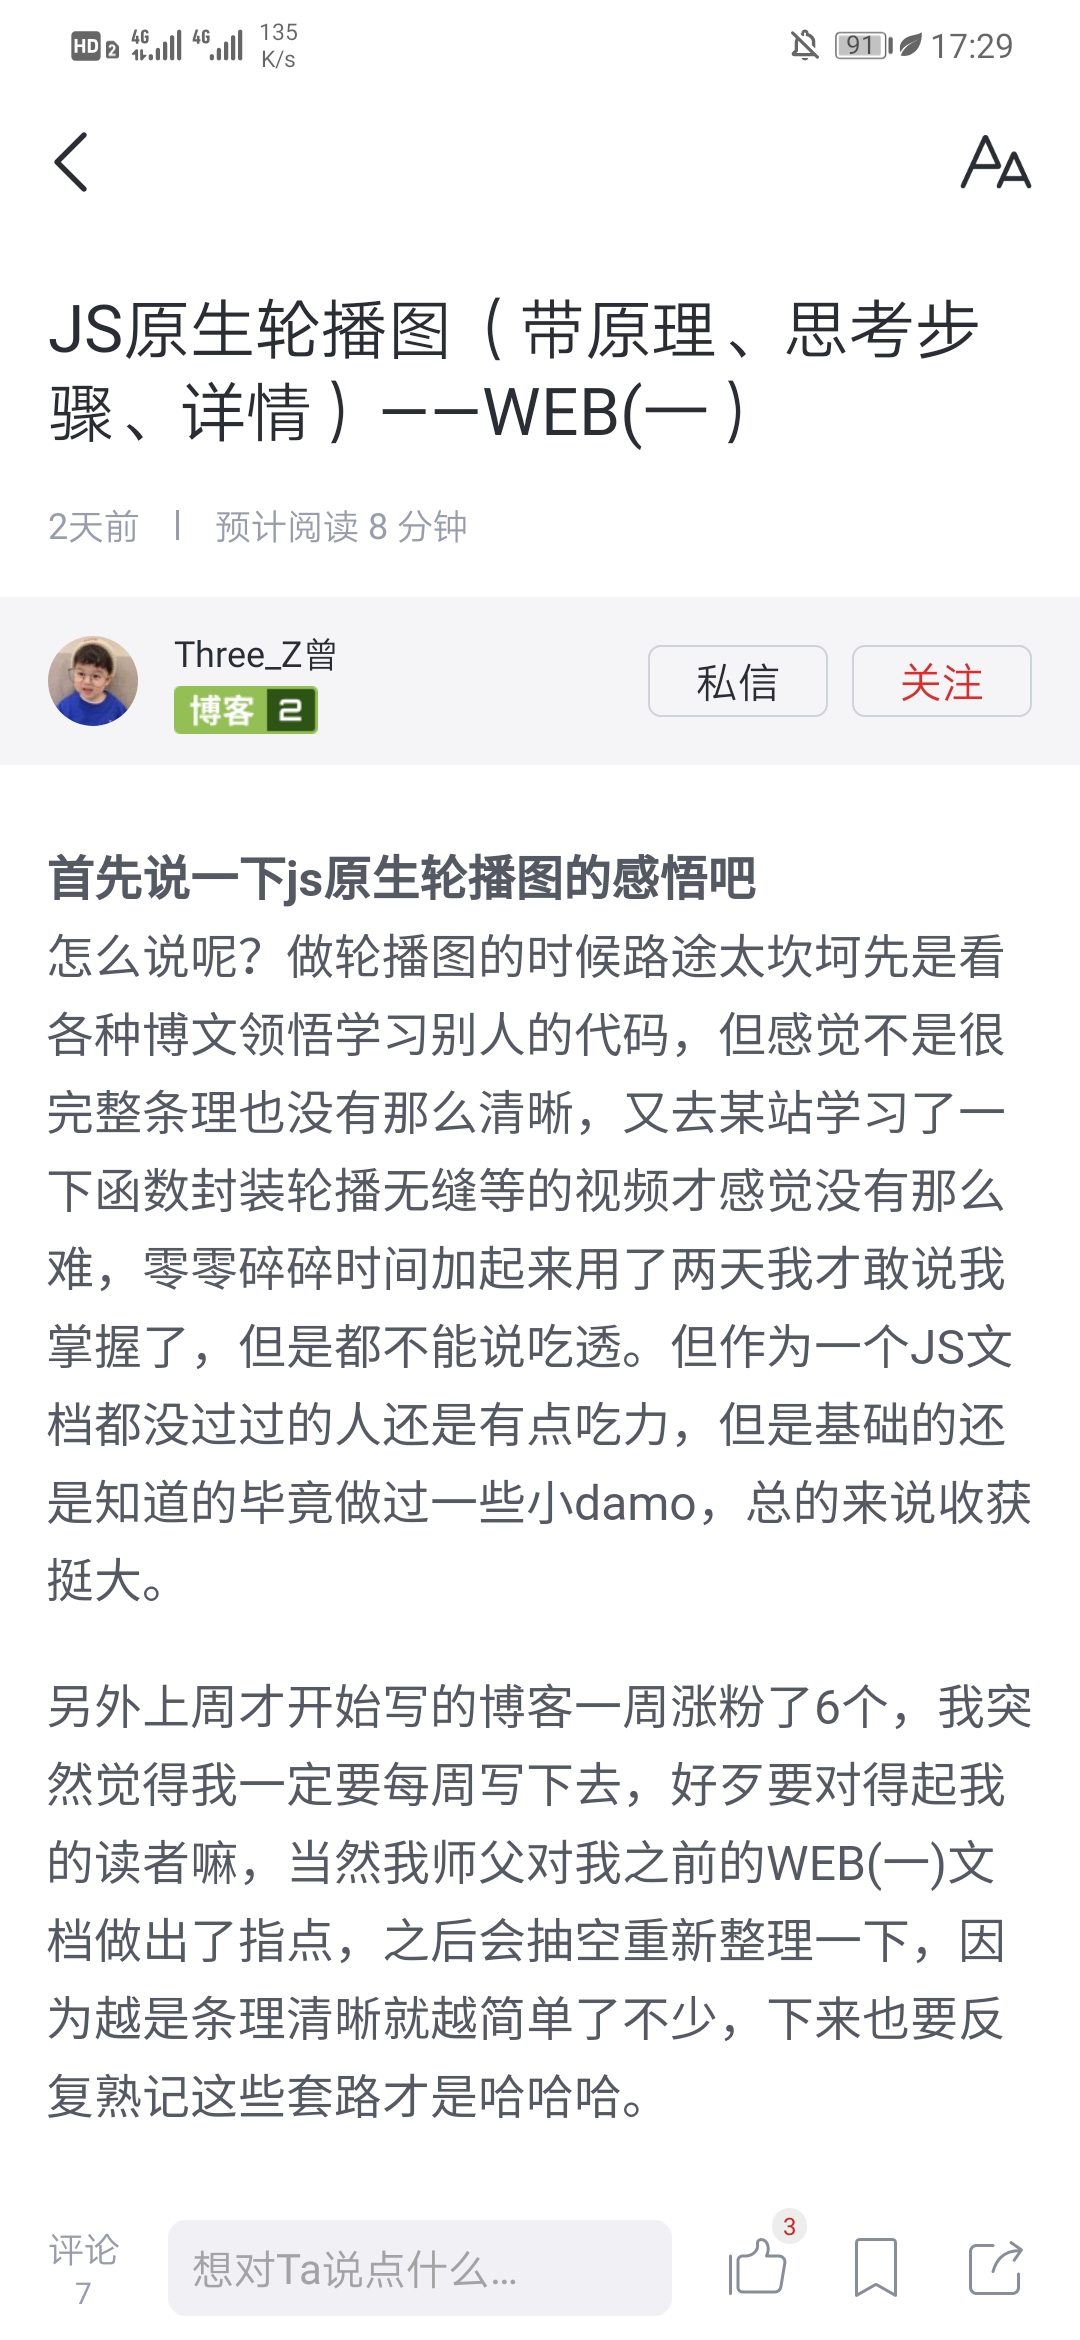 HD 2 4G 4G 135 K/s 91 17:29
JS原生轮播图（带原理、思考步
骤、详情）——WEB(一）
2天前 | 预计阅读 8 分钟
Three_Z曾
博客 2
私信 关注
首先说一下js原生轮播图的感悟吧
怎么说呢？做轮播图的时候路途太坎坷先是看
各种博文领悟学习别人的代码，但感觉不是很
完整条理也没有那么清晰，又去某站学习了一
下函数封装轮播无缝等的视频才感觉没有那么
难，零零碎碎时间加起来用了两天我才敢说我
掌握了，但是都不能说吃透。但作为一个JS文
档都没过过的人还是有点吃力，但是基础的还
是知道的毕竟做过一些小damo，总的来说收获
挺大。
另外上周才开始写的博客一周涨粉了6个，我突
然觉得我一定要每周写下去，好歹要对得起我
的读者嘛，当然我师父对我之前的WEB(一)文
档做出了指点，之后会抽空重新整理一下，因
为越是条理清晰就越简单了不少，下来也要反
复熟记这些套路才是哈哈哈。
评论
7
想对Ta说点什么...
3